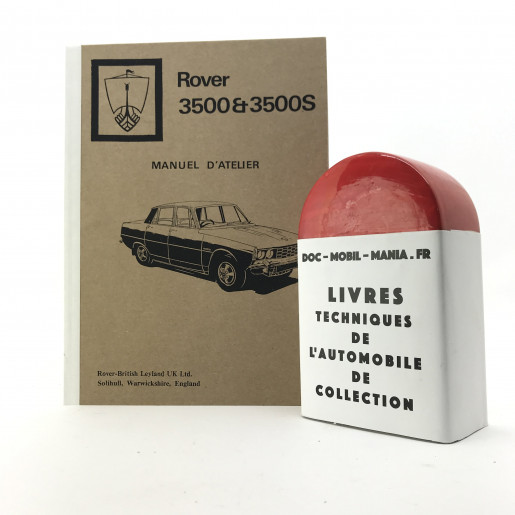 Rover
3500 & 3500S
MANUEL D'ATELIER
Rover-British Leyland UK Ltd.
Solihull, Warwickshire, England
DOC - MOBIL - MANIA . FR
LIVRES
TECHNIQUES
DE
L'AUTOMOBILE
DE
COLLECTION